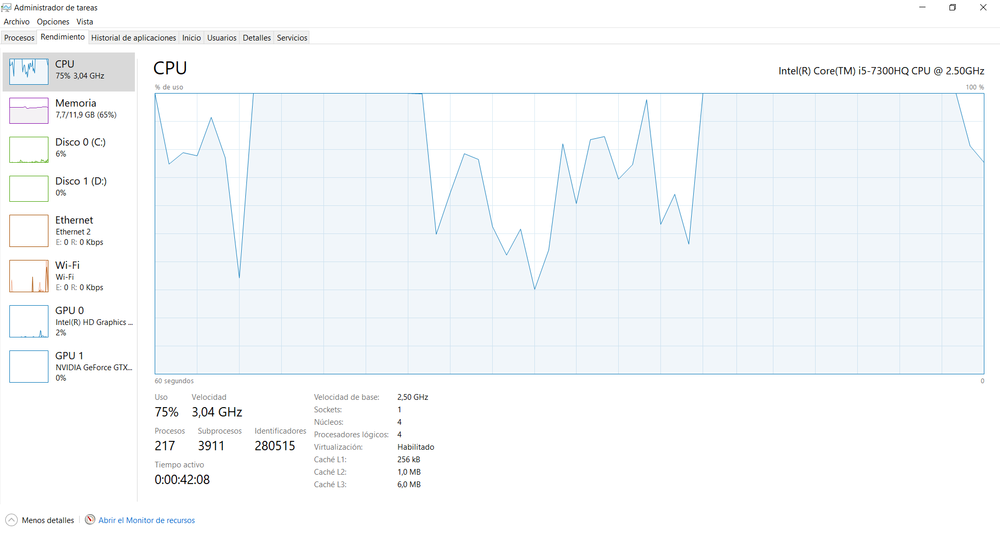 Administrador de tareas
Archivo Opciones Vista
Procesos Rendimiento Historial de aplicaciones Inicio Usuarios Detalles Servicios
CPU
75% 3,04 GHz
Memoria
7,7/11,9 GB (65%)
Disco 0 (C:)
6%
Disco 1 (D:)
0%
Ethernet
Ethernet 2
E: 0 R: 0 Kbps
Wi-Fi
Wi-Fi
E: 0 R: 0 Kbps
GPU 0
Intel(R) HD Graphics ...
2%
GPU 1
NVIDIA GeForce GTX...
0%
CPU
Intel(R) Core(TM) i5-7300HQ CPU @ 2.50GHz
% de uso 100 %
60 segundos 0
Uso Velocidad
75% 3,04 GHz
Procesos Subprocesos Identificadores
217 3911 280515
Tiempo activo
0:00:42:08
Velocidad de base: 2,50 GHz
Sockets: 1
Núcleos: 4
Procesadores lógicos: 4
Virtualización: Habilitado
Caché L1: 256 kB
Caché L2: 1,0 MB
Caché L3: 6,0 MB
Menos detalles Abrir el Monitor de recursos